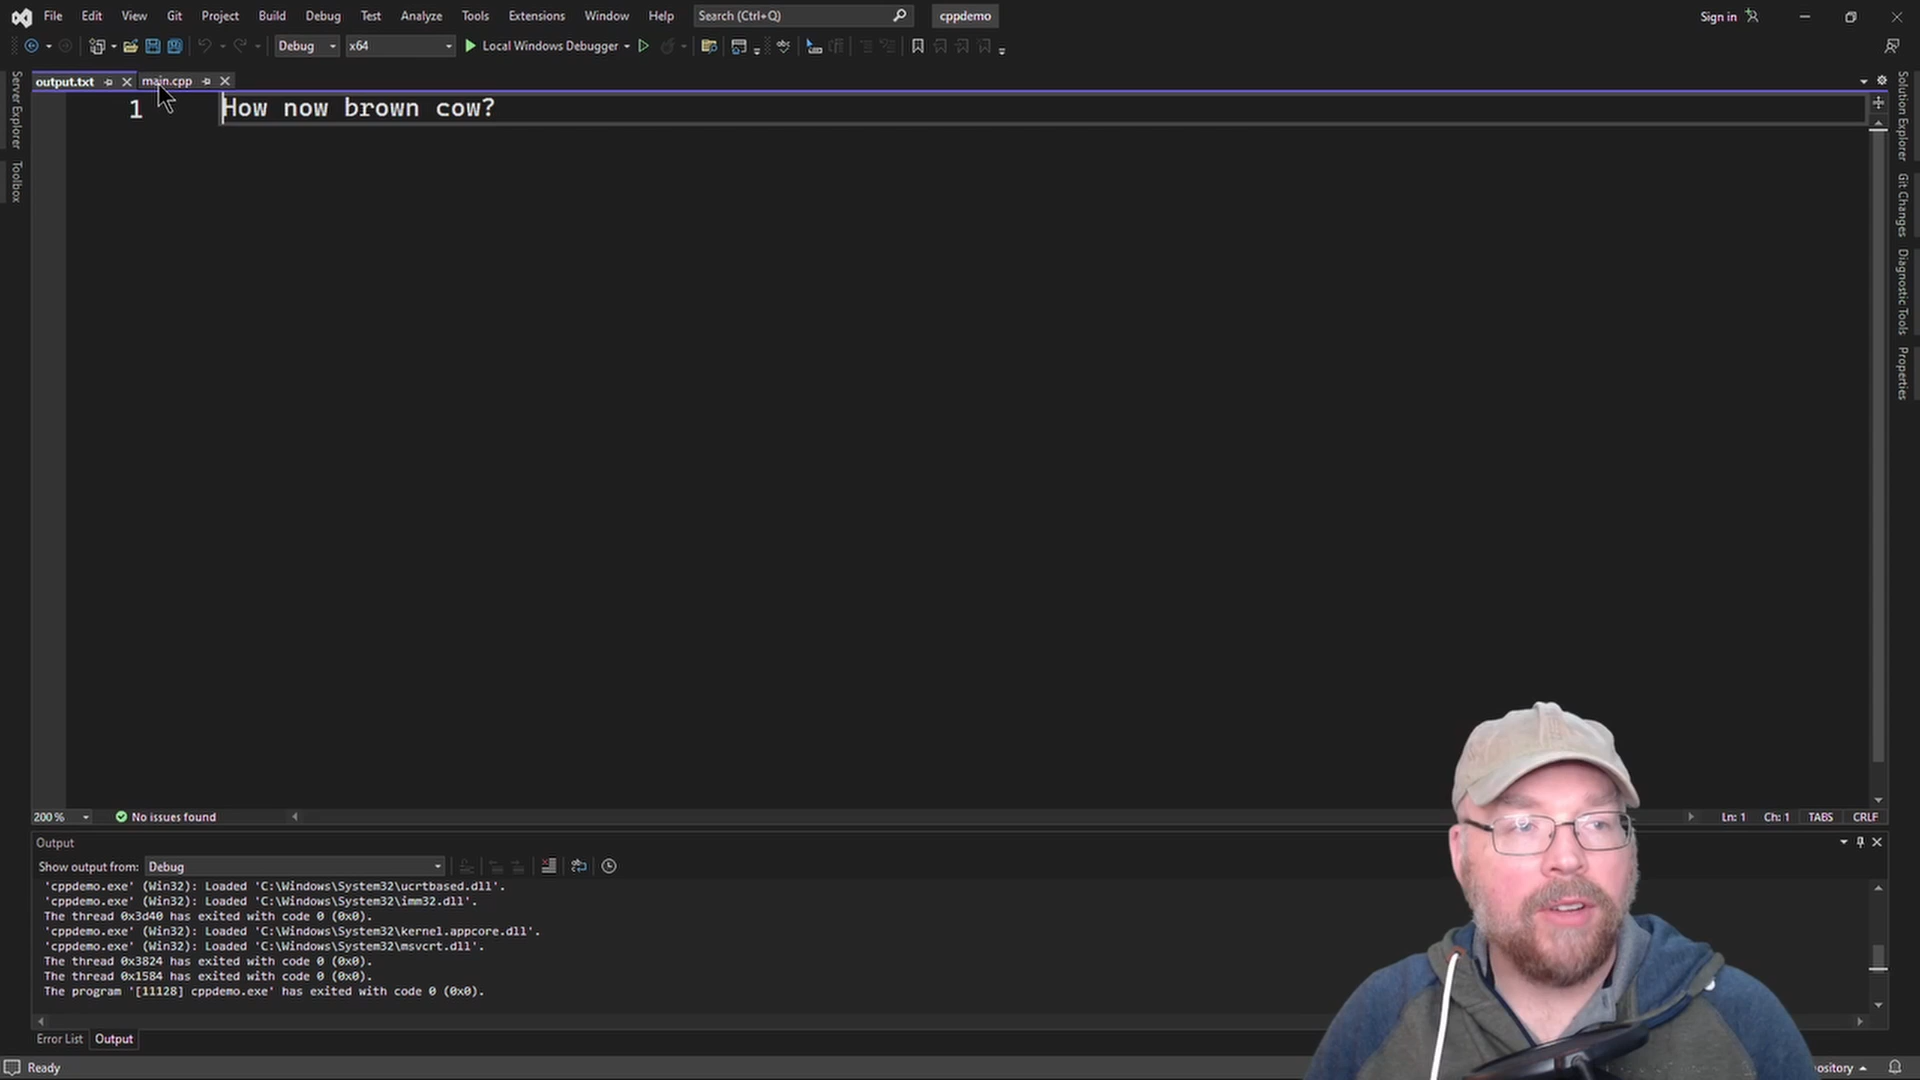 File Edit View Git Project Build Debug Test Analyze Tools Extensions Window Help Search (Ctrl+Q) cppdemo Sign in
Debug x64 Local Windows Debugger
output.txt main.cpp
Server Explorer
Toolbox
1 How now brown cow?
Solution Explorer
Git Changes
Diagnostic Tools
Properties
200 % No issues found Ln: 1 Ch: 1 TABS CRLF
Output
Show output from: Debug
'cppdemo.exe' (Win32): Loaded 'C:\Windows\System32\ucrtbased.dll'.
'cppdemo.exe' (Win32): Loaded 'C:\Windows\System32\imm32.dll'.
The thread 0x3d40 has exited with code 0 (0x0).
'cppdemo.exe' (Win32): Loaded 'C:\Windows\System32\kernel.appcore.dll'.
'cppdemo.exe' (Win32): Loaded 'C:\Windows\System32\msvcrt.dll'.
The thread 0x3824 has exited with code 0 (0x0).
The thread 0x1584 has exited with code 0 (0x0).
The program '[11128] cppdemo.exe' has exited with code 0 (0x0).
Error List Output
Ready ository